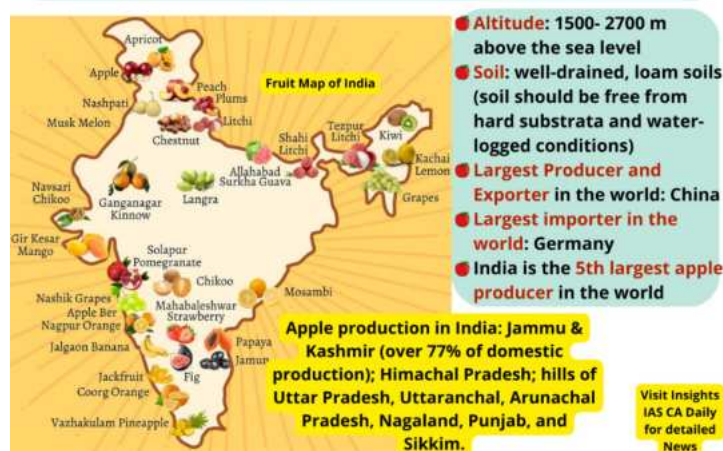 Apricot
Apple
Fruit Map of India
Peach
Plums
Nashpati
Litchi
Musk Melon
Chestnut
Shahi
Litchi
Tezpur
Litchi
Kiwi
Kachai
Lemon
Allahabad
Surkha Guava
Navsari
Chikoo
Ganganagar
Kinnow
Langra
Grapes
Gir Kesar
Mango
Solapur
Pomegranate
Chikoo
Mosambi
Nashik Grapes
Apple Ber
Nagpur Orange
Mahabaleshwar
Strawberry
Jalgaon Banana
Papaya
Jamun
Fig
Jackfruit
Coorg Orange
Vazhakulam Pineapple
Altitude: 1500- 2700 m
above the sea level
Soil: well-drained, loam soils
(soil should be free from
hard substrata and water-
logged conditions)
Largest Producer and
Exporter in the world: China
Largest importer in the
world: Germany
India is the 5th largest apple
producer in the world
Apple production in India: Jammu &
Kashmir (over 77% of domestic
production); Himachal Pradesh; hills of
Uttar Pradesh, Uttaranchal, Arunachal
Pradesh, Nagaland, Punjab, and
Sikkim.
Visit Insights
IAS CA Daily
for detailed
News